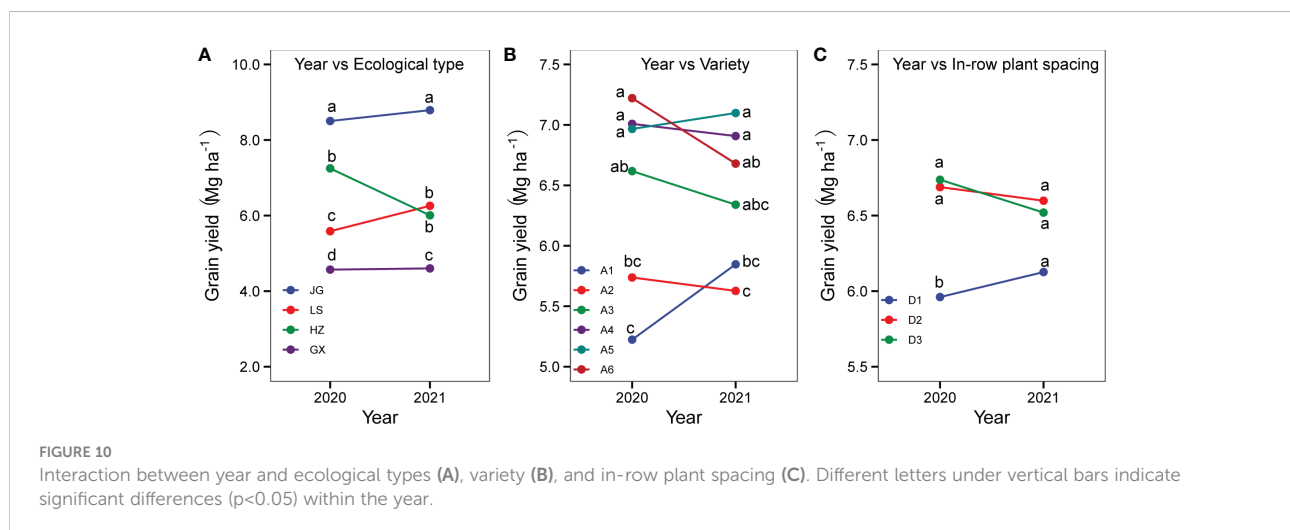 A
Year vs Ecological type
Grain yield (Mg ha⁻¹)
10.0
8.0
6.0
4.0
2.0
a
a
b
b
c
b
d
c
JG
LS
HZ
GX
2020
2021
Year
B
Year vs Variety
Grain yield (Mg ha⁻¹)
7.5
7.0
6.5
6.0
5.5
5.0
a
a
a
a
a
ab
ab
abc
bc
bc
c
c
A1
A2
A3
A4
A5
A6
2020
2021
Year
C
Year vs In-row plant spacing
Grain yield (Mg ha⁻¹)
7.5
7.0
6.5
6.0
5.5
a
a
a
a
b
a
D1
D2
D3
2020
2021
Year
FIGURE 10
Interaction between year and ecological types (A), variety (B), and in-row plant spacing (C). Different letters under vertical bars indicate
significant differences (p<0.05) within the year.